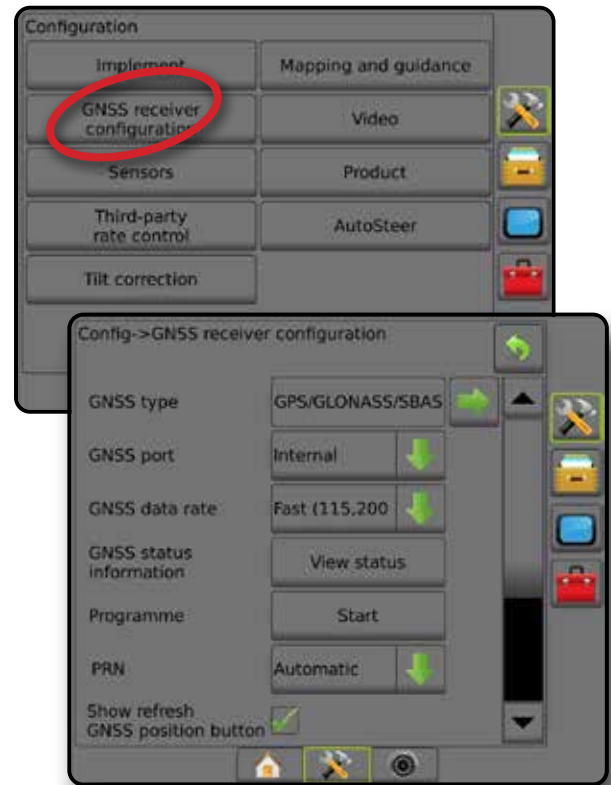 Configuration
Implement
Mapping and guidance
GNSS receiver
configuration
Video
Sensors
Product
Third-party
rate control
AutoSteer
Tilt correction
Config->GNSS receiver configuration
GNSS type
GPS/GLONASS/SBAS
GNSS port
Internal
GNSS data rate
Fast (115,200
GNSS status
information
View status
Programme
Start
PRN
Automatic
Show refresh
GNSS position button